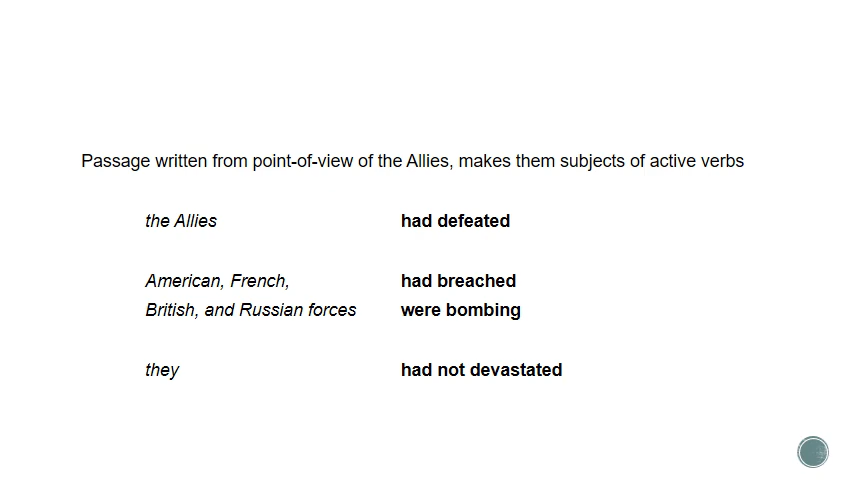 Passage written from point-of-view of the Allies, makes them subjects of active verbs
the Allies had defeated
American, French, had breached
British, and Russian forces were bombing
they had not devastated